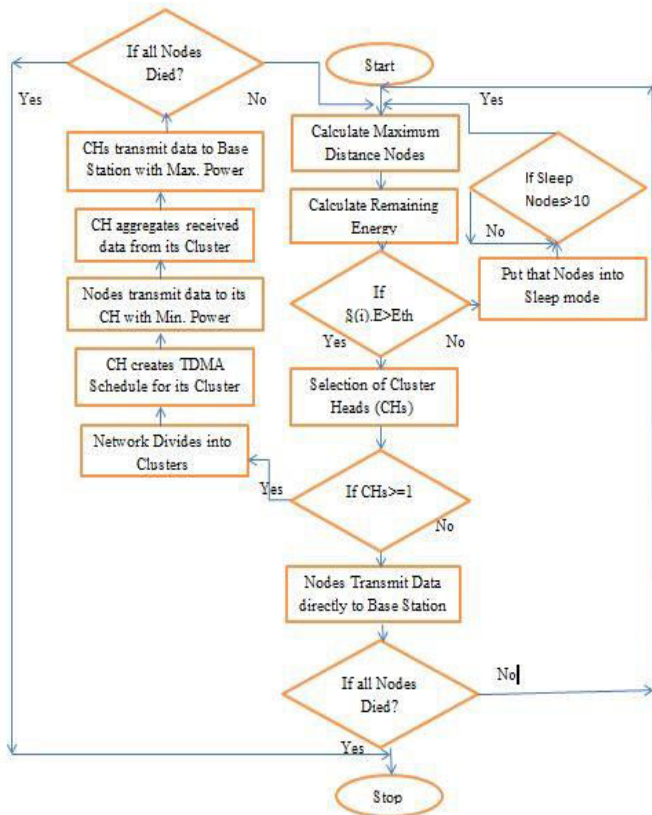 If all Nodes
Died?
Yes
No
Start
Yes
Calculate Maximum
Distance Nodes
CHs transmit data to Base
Station with Max. Power
If Sleep
Nodes>10
No
Calculate Remaining
Energy
CH aggregates received
data from its Cluster
Put that Nodes into
Sleep mode
If
S(i).E>Eth
Yes
No
Nodes transmit data to its
CH with Min. Power
CH creates TDMA
Schedule for its Cluster
Selection of Cluster
Heads (CHs)
Network Divides into
Clusters
Yes
If CHs>=1
No
Nodes Transmit Data
directly to Base Station
If all Nodes
Died?
No
Yes
Stop